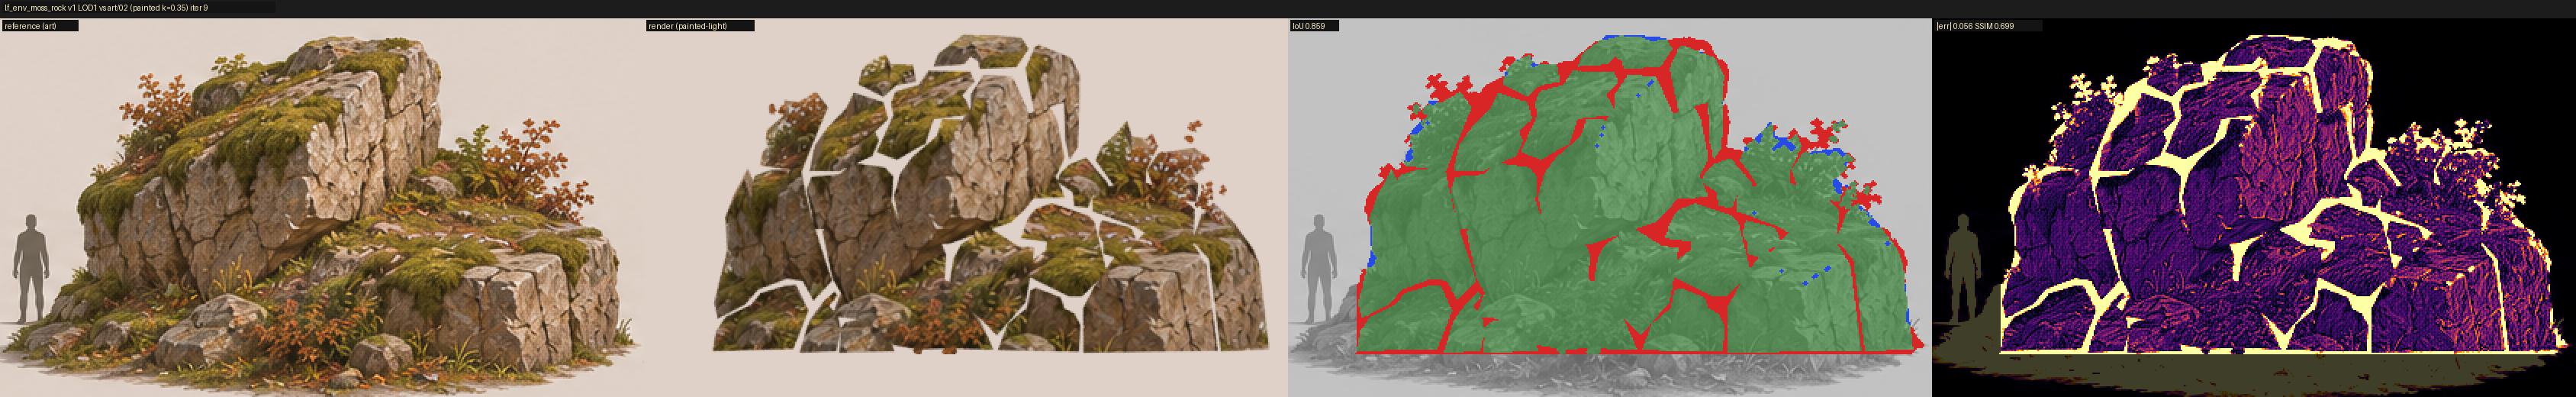 tf_env_moss_rock v1 LOD1 vs art/02 (painted k=0.35) iter 9
reference (art)
render (painted-light)
IoU 0.859
|err| 0.056 SSIM 0.699